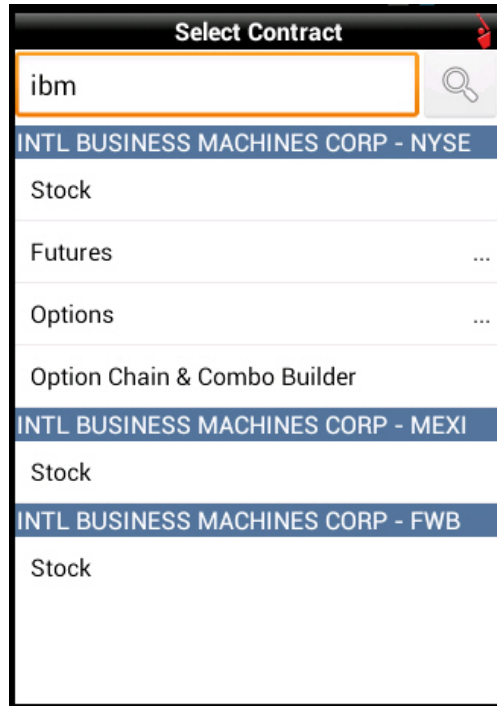 Select Contract
ibm
INTL BUSINESS MACHINES CORP - NYSE
Stock
Futures ...
Options ...
Option Chain & Combo Builder
INTL BUSINESS MACHINES CORP - MEXI
Stock
INTL BUSINESS MACHINES CORP - FWB
Stock